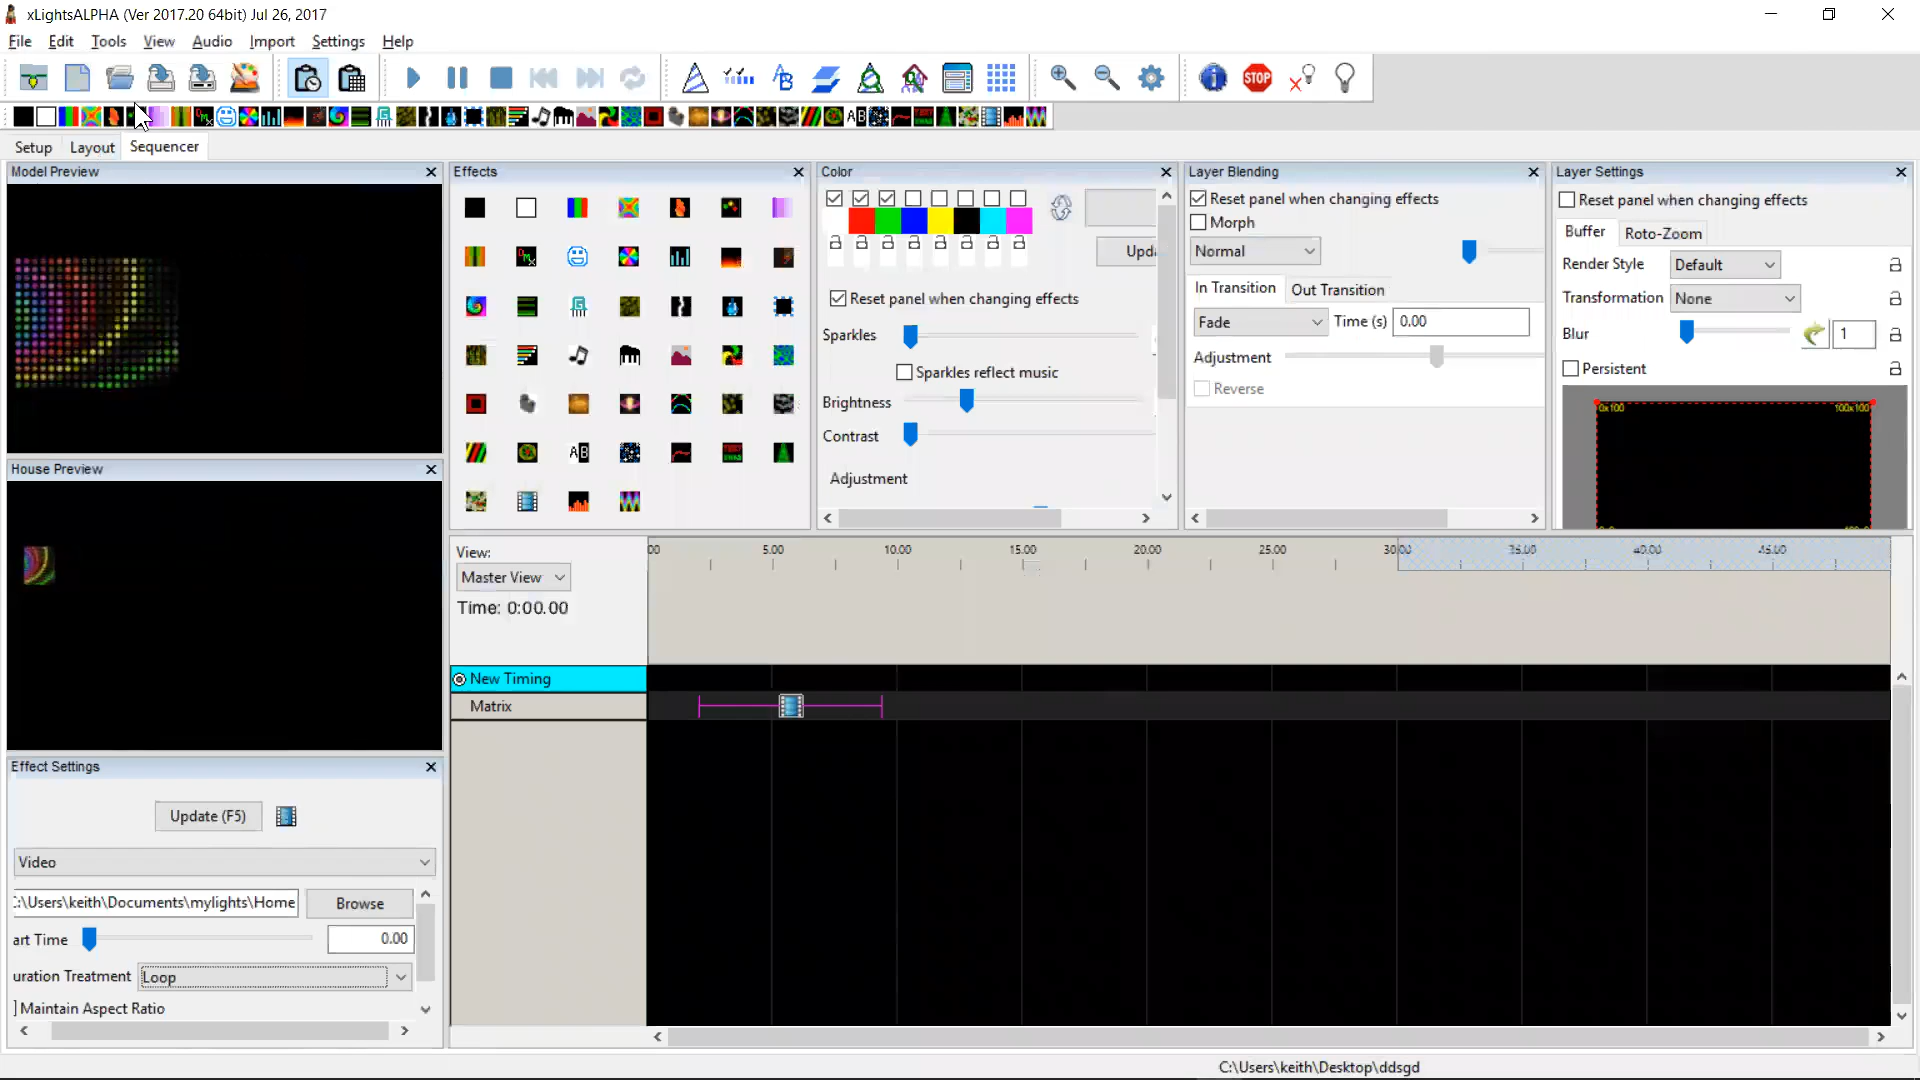 xLightsALPHA (Ver 2017.20 64bit) Jul 26, 2017
File Edit Tools View Audio Import Settings Help
STOP
Setup Layout Sequencer
Model Preview
Effects
Color
Layer Blending
Layer Settings
Reset panel when changing effects
Morph
Normal
In Transition Out Transition
Fade Time (s) 0.00
Adjustment
Reverse
Reset panel when changing effects
Buffer Roto-Zoom
Render Style Default
Transformation None
Blur 1
Persistent
0x100 100x100
Upda
Reset panel when changing effects
Sparkles
Sparkles reflect music
Brightness
Contrast
Adjustment
House Preview
View:
Master View
Time: 0:00.00
00 5.00 10.00 15.00 20.00 25.00 30.00 35.00 40.00 45.00
New Timing
Matrix
Effect Settings
Update (F5)
Video
:\Users\keith\Documents\mylights\Home Browse
art Time 0.00
uration Treatment Loop
Maintain Aspect Ratio
C:\Users\keith\Desktop\ddsgd